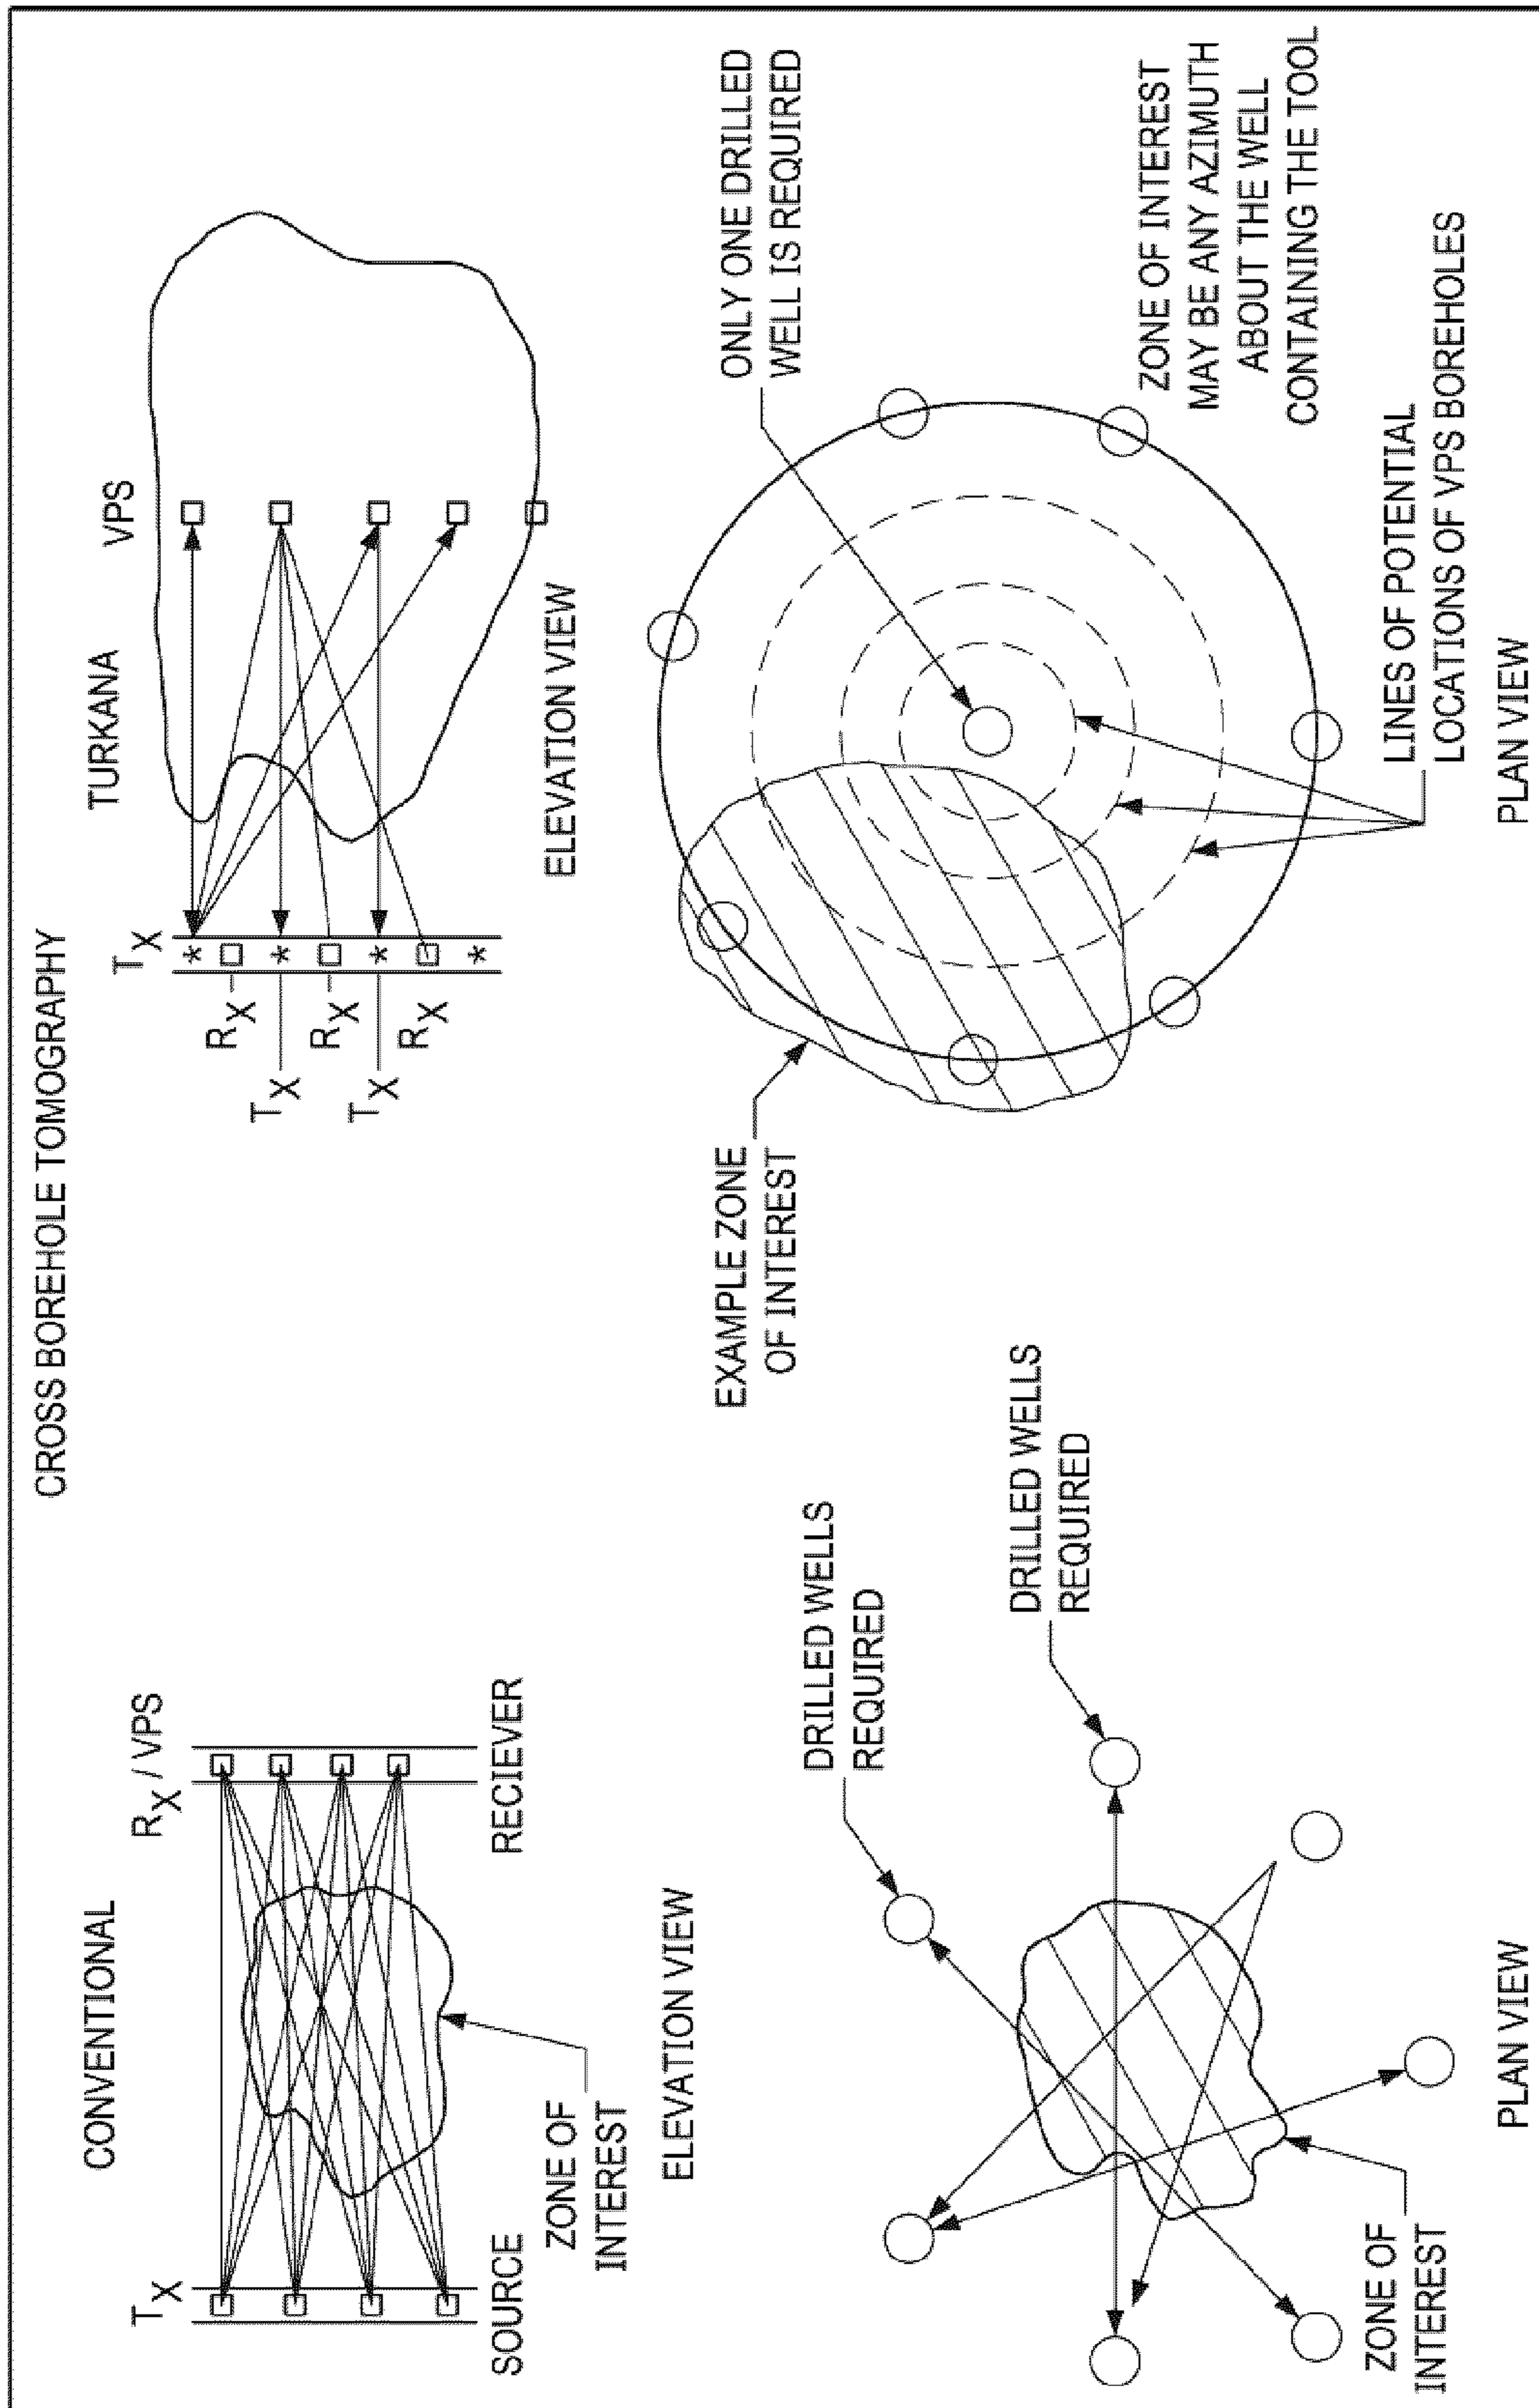 CROSS BOREHOLE TOMOGRAPHY
CONVENTIONAL
TX
RX / VPS
SOURCE
RECIEVER
ZONE OF
INTEREST
ELEVATION VIEW
DRILLED WELLS
REQUIRED
DRILLED WELLS
REQUIRED
ZONE OF
INTEREST
PLAN VIEW
TURKANA
TX
VPS
RX
TX
RX
TX
RX
ELEVATION VIEW
EXAMPLE ZONE
OF INTEREST
ONLY ONE DRILLED
WELL IS REQUIRED
ZONE OF INTEREST
MAY BE ANY AZIMUTH
ABOUT THE WELL
CONTAINING THE TOOL
LINES OF POTENTIAL
LOCATIONS OF VPS BOREHOLES
PLAN VIEW